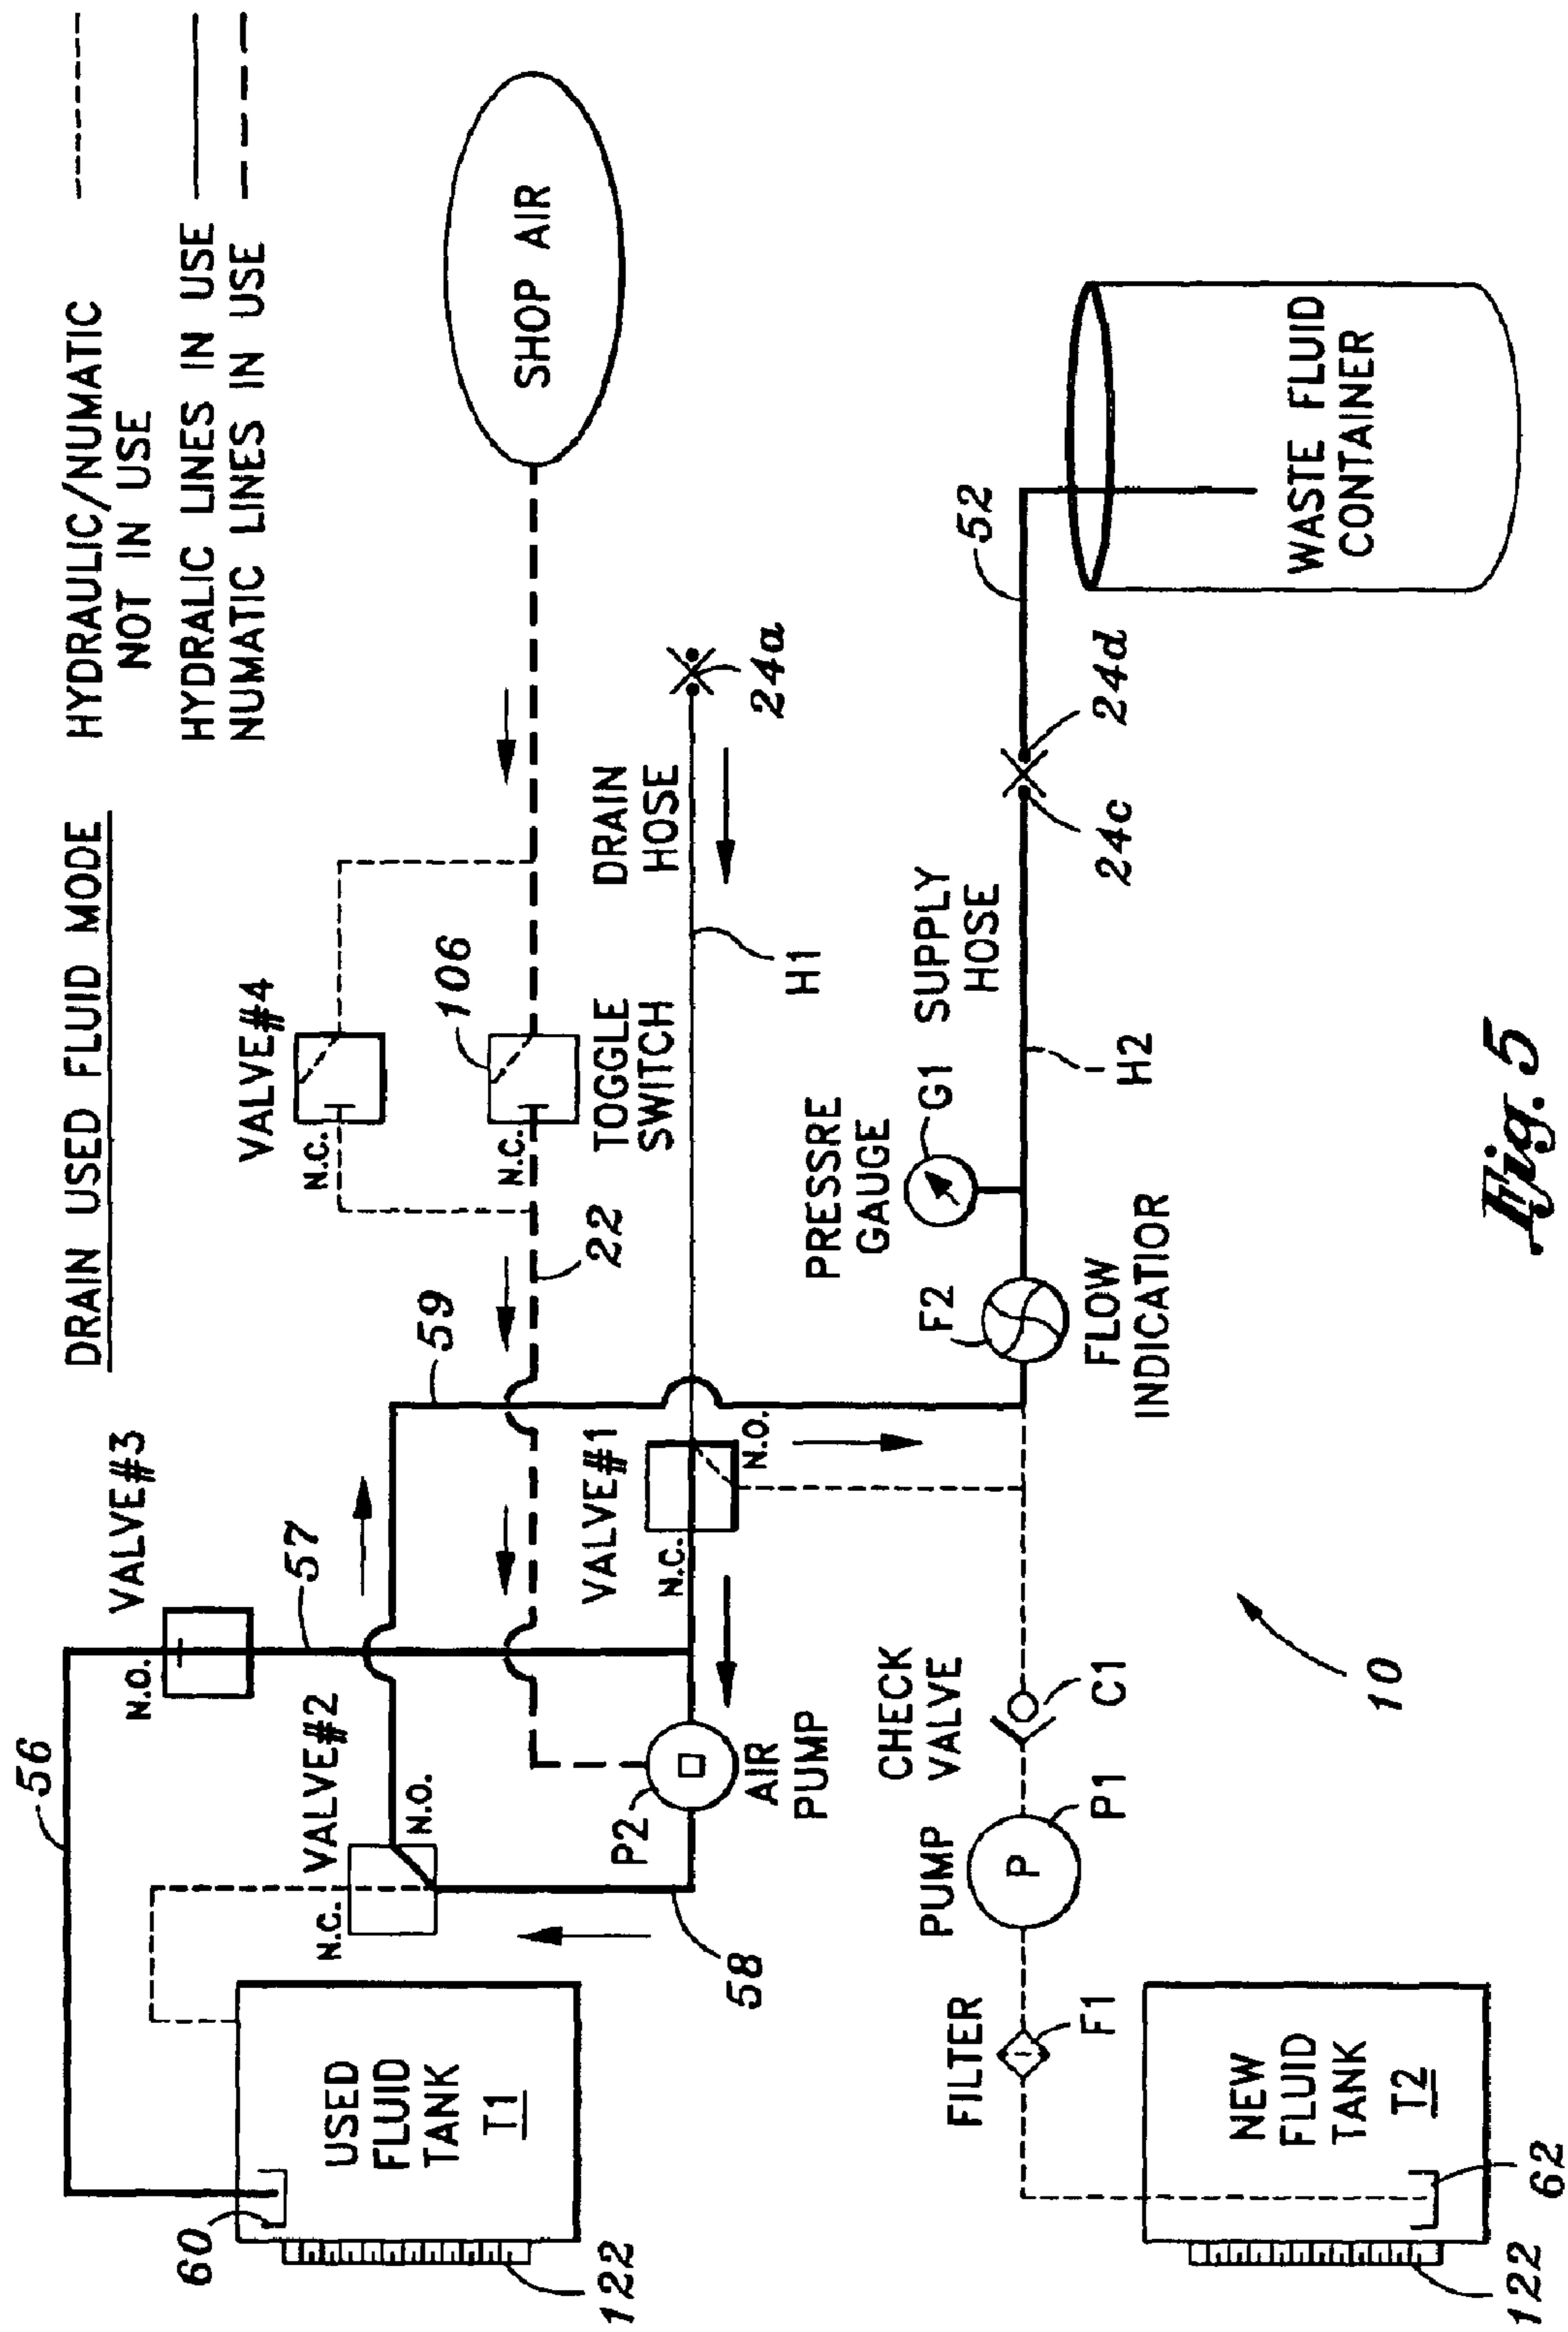 DRAIN USED FLUID MODE
HYDRAULIC/NUMATIC
NOT IN USE
HYDRALIC LINES IN USE
NUMATIC LINES IN USE
56
VALVE#3
N.O.
57
VALVE#2
N.C.
N.O.
59
VALVE#4
N.C.
106
N.C.
TOGGLE
SWITCH
22
SHOP AIR
60
USED
FLUID
TANK
T1
122
58
P2
AIR
PUMP
VALVE#1
N.C.
N.O.
DRAIN
HOSE
H1
24a
PRESSRE
GAUGE
G1
SUPPLY
HOSE
F2
FLOW
INDICATIOR
H2
24c
24d
52
WASTE FLUID
CONTAINER
FILTER
F1
PUMP
P
P1
CHECK
VALVE
C1
NEW
FLUID
TANK
T2
62
122
10
Fig. 5